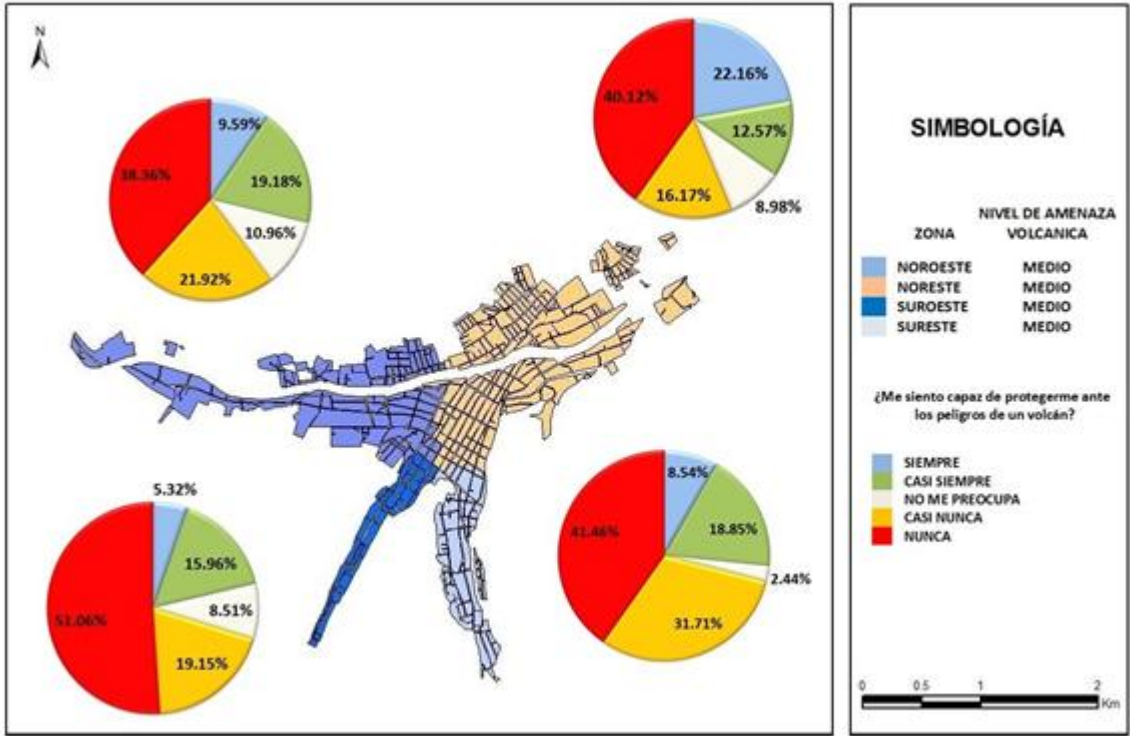 N
9.59%
19.18%
10.96%
21.92%
38.36%
22.16%
12.57%
8.98%
16.17%
40.12%
5.32%
15.96%
8.51%
19.15%
51.06%
8.54%
18.85%
2.44%
31.71%
41.46%
SIMBOLOGÍA
ZONA NIVEL DE AMENAZA VOLCANICA
NOROESTE MEDIO
NORESTE MEDIO
SUROESTE MEDIO
SURESTE MEDIO
¿Me siento capaz de protegerme ante
los peligros de un volcán?
SIEMPRE
CASI SIEMPRE
NO ME PREOCUPA
CASI NUNCA
NUNCA
0 0.5 1 2
Km